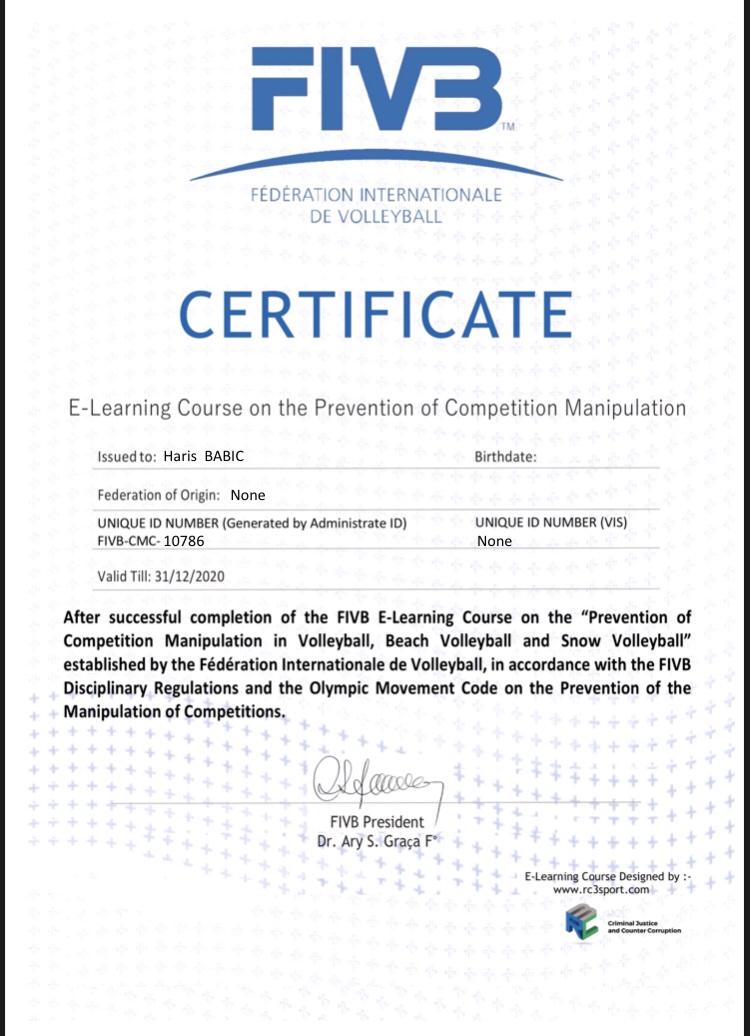 FIVB
TM
FÉDÉRATION INTERNATIONALE
DE VOLLEYBALL
CERTIFICATE
E-Learning Course on the Prevention of Competition Manipulation
Issued to: Haris BABIC Birthdate:
Federation of Origin: None
UNIQUE ID NUMBER (Generated by Administrate ID) UNIQUE ID NUMBER (VIS)
FIVB-CMC- 10786 None
Valid Till: 31/12/2020
After successful completion of the FIVB E-Learning Course on the “Prevention of
Competition Manipulation in Volleyball, Beach Volleyball and Snow Volleyball”
established by the Fédération Internationale de Volleyball, in accordance with the FIVB
Disciplinary Regulations and the Olympic Movement Code on the Prevention of the
Manipulation of Competitions.
FIVB President
Dr. Ary S. Graça Fº
E-Learning Course Designed by :-
www.rc3sport.com
Criminal Justice
and Counter Corruption